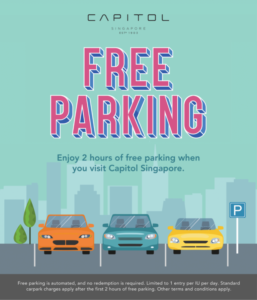 CAPITOL
SINGAPORE
FREE
PARKING
Enjoy 2 hours of free parking when
you visit Capitol Singapore.
P
Free parking is automated, and no redemption is required. Limited to 1 entry per IU per day. Standard
carpark charges apply after the first 2 hours of free parking. Other terms and conditions apply.